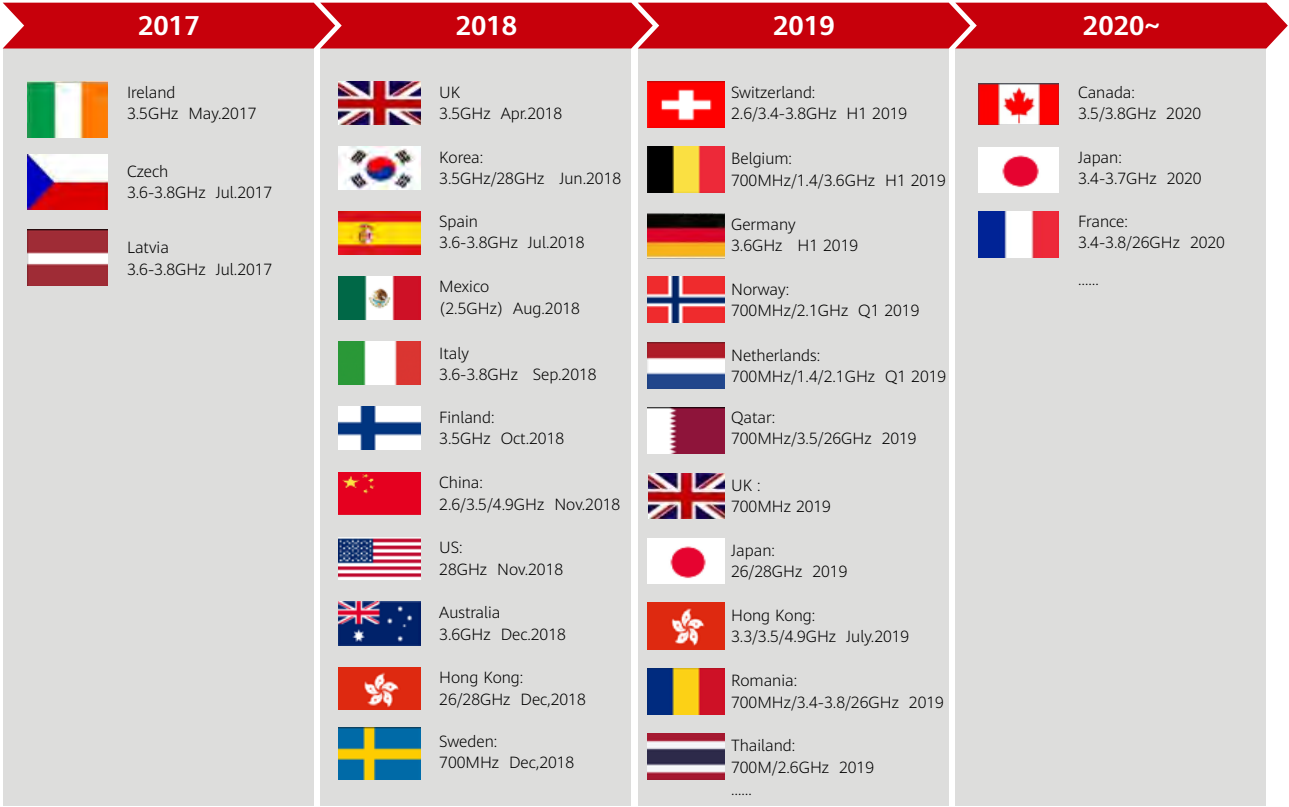 2017
Ireland
3.5GHz May.2017
Czech
3.6-3.8GHz Jul.2017
Latvia
3.6-3.8GHz Jul.2017
2018
UK
3.5GHz Apr.2018
Korea:
3.5GHz/28GHz Jun.2018
Spain
3.6-3.8GHz Jul.2018
Mexico
(2.5GHz) Aug.2018
Italy
3.6-3.8GHz Sep.2018
Finland:
3.5GHz Oct.2018
China:
2.6/3.5/4.9GHz Nov.2018
US:
28GHz Nov.2018
Australia
3.6GHz Dec.2018
Hong Kong:
26/28GHz Dec,2018
Sweden:
700MHz Dec,2018
2019
Switzerland:
2.6/3.4-3.8GHz H1 2019
Belgium:
700MHz/1.4/3.6GHz H1 2019
Germany
3.6GHz H1 2019
Norway:
700MHz/2.1GHz Q1 2019
Netherlands:
700MHz/1.4/2.1GHz Q1 2019
Qatar:
700MHz/3.5/26GHz 2019
UK :
700MHz 2019
Japan:
26/28GHz 2019
Hong Kong:
3.3/3.5/4.9GHz July.2019
Romania:
700MHz/3.4-3.8/26GHz 2019
Thailand:
700M/2.6GHz 2019
......
2020~
Canada:
3.5/3.8GHz 2020
Japan:
3.4-3.7GHz 2020
France:
3.4-3.8/26GHz 2020
......